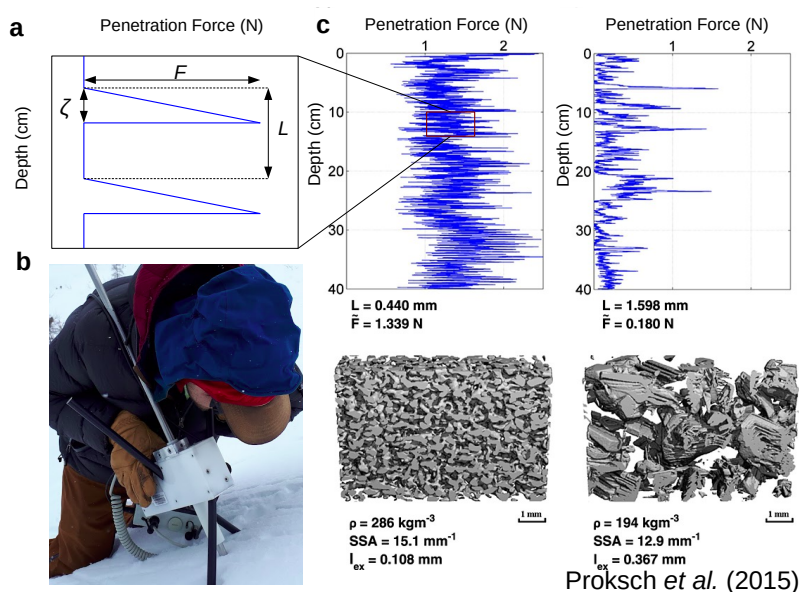 a
Penetration Force (N)
F
ζ
L
Depth (cm)
b
c
Penetration Force (N)
1 2
0
10
20
30
40
Depth (cm)
L = 0.440 mm
F̃ = 1.339 N
Penetration Force (N)
1 2
0
10
20
30
40
Depth (cm)
L = 1.598 mm
F̃ = 0.180 N
1 mm
ρ = 286 kgm⁻³
SSA = 15.1 mm⁻¹
lₑₓ = 0.108 mm
1 mm
ρ = 194 kgm⁻³
SSA = 12.9 mm⁻¹
lₑₓ = 0.367 mm
Proksch et al. (2015)